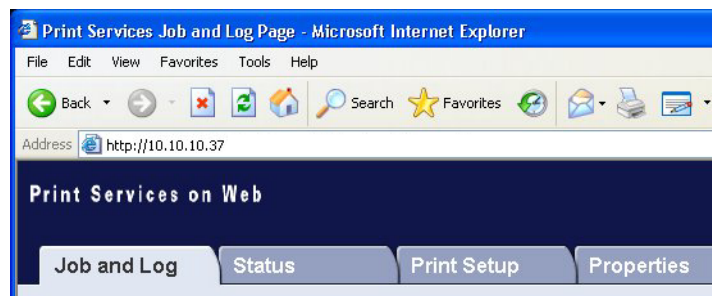 Print Services Job and Log Page - Microsoft Internet Explorer
File Edit View Favorites Tools Help
Back Search Favorites
Address http://10.10.10.37
Print Services on Web
Job and Log Status Print Setup Properties